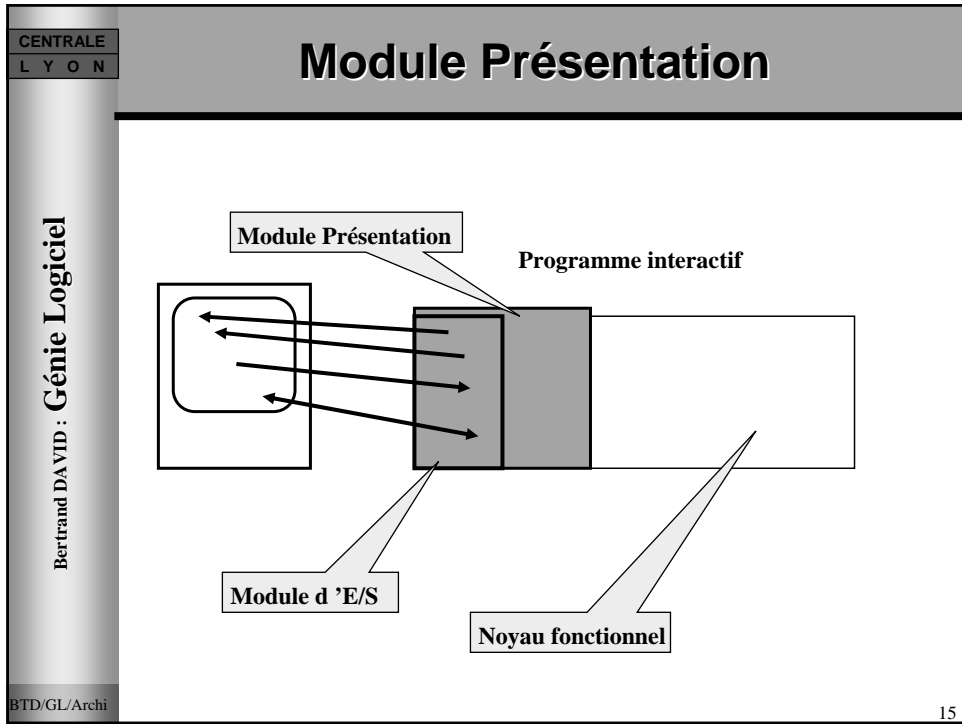 CENTRALE
L Y O N
Module Présentation
Bertrand DAVID : Génie Logiciel
Module Présentation
Programme interactif
Module d ’E/S
Noyau fonctionnel
BTD/GL/Archi
15